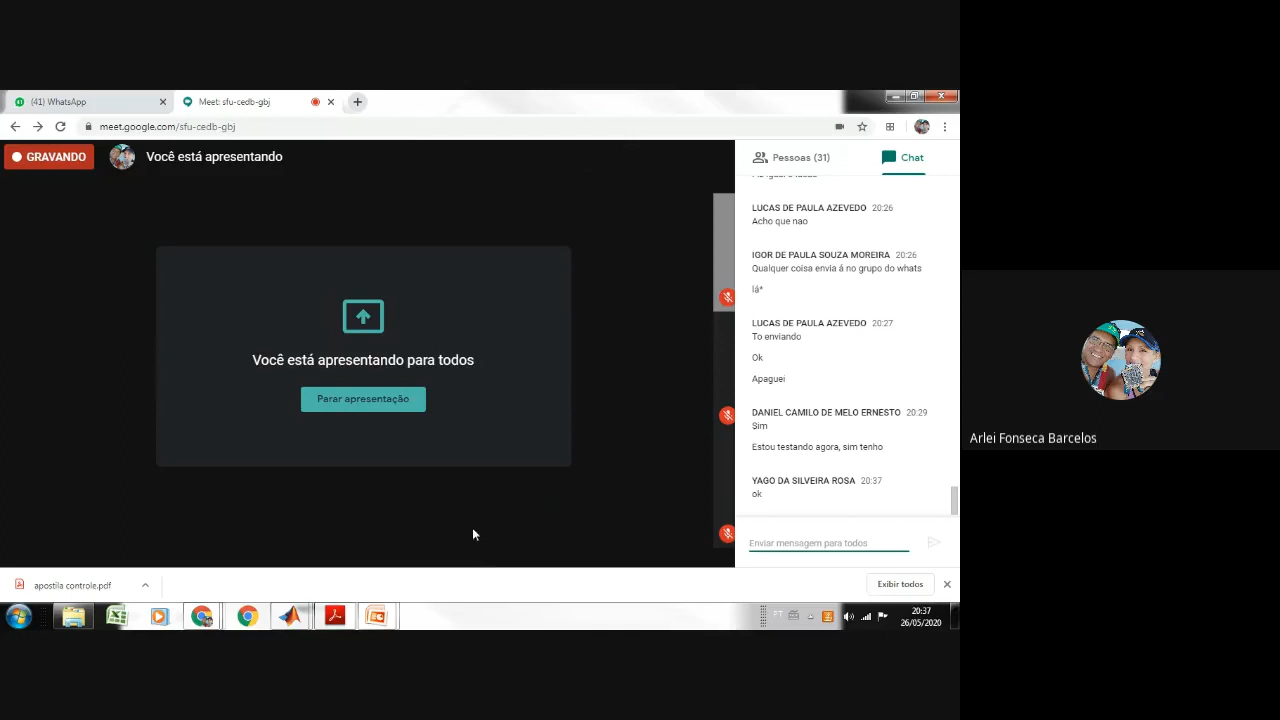 (41) WhatsApp
Meet: sfu-cedb-gbj
meet.google.com/sfu-cedb-gbj
GRAVANDO
Você está apresentando
Pessoas (31)
Chat
LUCAS DE PAULA AZEVEDO 20:26
Acho que nao
IGOR DE PAULA SOUZA MOREIRA 20:26
Qualquer coisa envia á no grupo do whats
lá*
LUCAS DE PAULA AZEVEDO 20:27
To enviando
Ok
Apaguei
DANIEL CAMILO DE MELO ERNESTO 20:29
Sim
Estou testando agora, sim tenho
YAGO DA SILVEIRA ROSA 20:37
ok
Enviar mensagem para todos
Você está apresentando para todos
Parar apresentação
Arlei Fonseca Barcelos
apostila controle.pdf
Exibir todos
PT
20:37
26/05/2020